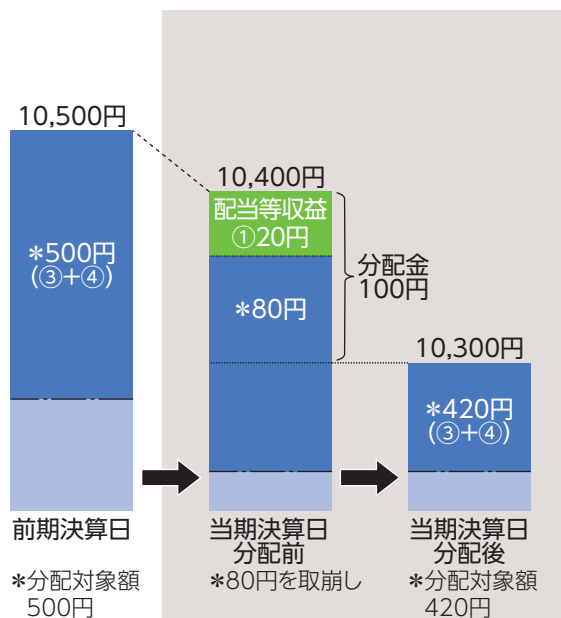 10,500円
*500円
(③+④)
前期決算日
*分配対象額
500円
10,400円
配当等収益
①20円
*80円
分配金
100円
当期決算日
分配前
*80円を取崩し
10,300円
*420円
(③+④)
当期決算日
分配後
*分配対象額
420円